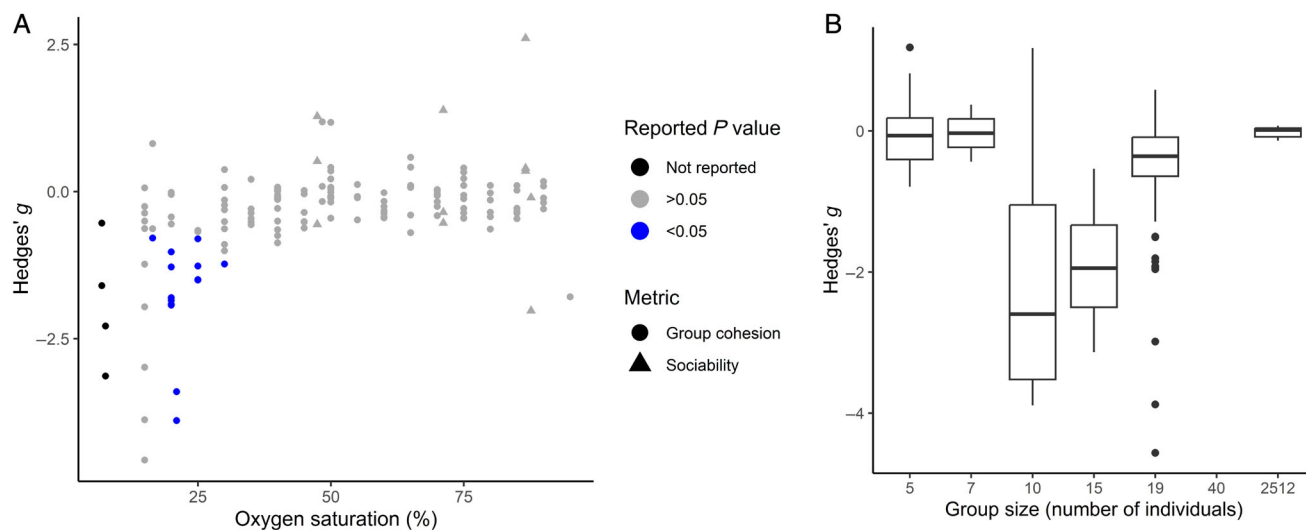 A
Hedges' g
2.5
0.0
−2.5
25
50
75
Oxygen saturation (%)
Reported P value
Not reported
>0.05
<0.05
Metric
Group cohesion
Sociability
B
Hedges' g
0
−2
−4
5
7
10
15
19
40
2512
Group size (number of individuals)